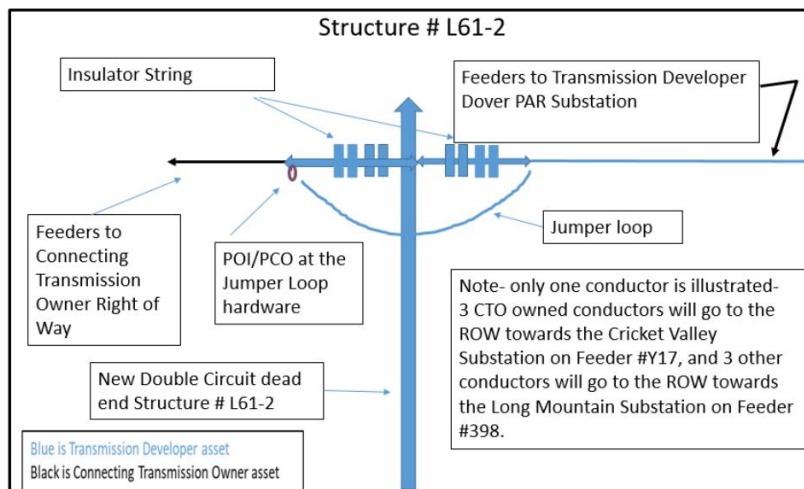 Structure # L61-2
Insulator String
Feeders to Transmission Developer
Dover PAR Substation
Feeders to
Connecting
Transmission
Owner Right of
Way
POI/PCO at the
Jumper Loop
hardware
Jumper loop
Note- only one conductor is illustrated-
3 CTO owned conductors will go to the
ROW towards the Cricket Valley
Substation on Feeder #Y17, and 3 other
conductors will go to the ROW towards
the Long Mountain Substation on Feeder
#398.
New Double Circuit dead
end Structure # L61-2
Blue is Transmission Developer asset
Black is Connecting Transmission Owner asset